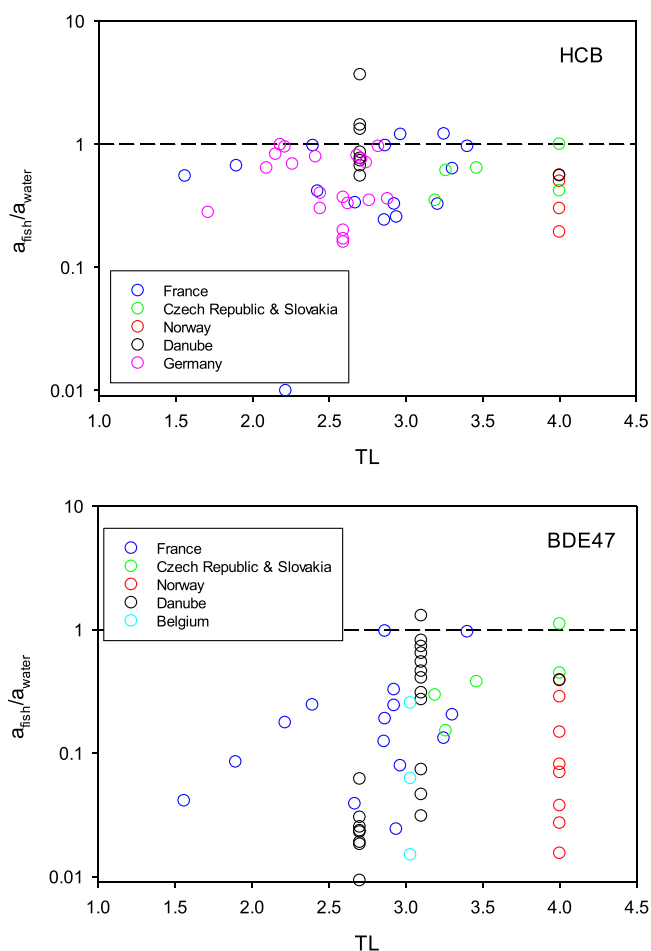 10
HCB
1
a_fish/a_water
0.1
France
Czech Republic & Slovakia
Norway
Danube
Germany
0.01
1.0 1.5 2.0 2.5 3.0 3.5 4.0 4.5
TL
10
BDE47
France
Czech Republic & Slovakia
Norway
Danube
Belgium
1
a_fish/a_water
0.1
0.01
1.0 1.5 2.0 2.5 3.0 3.5 4.0 4.5
TL